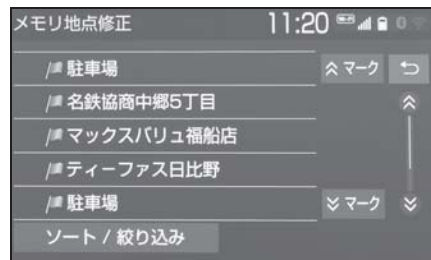 メモリ地点修正 11:20
駐車場 マーク
名鉄協商中郷5丁目
マックスバリュ福船店
ティーファス日比野
駐車場 マーク
ソート / 絞り込み